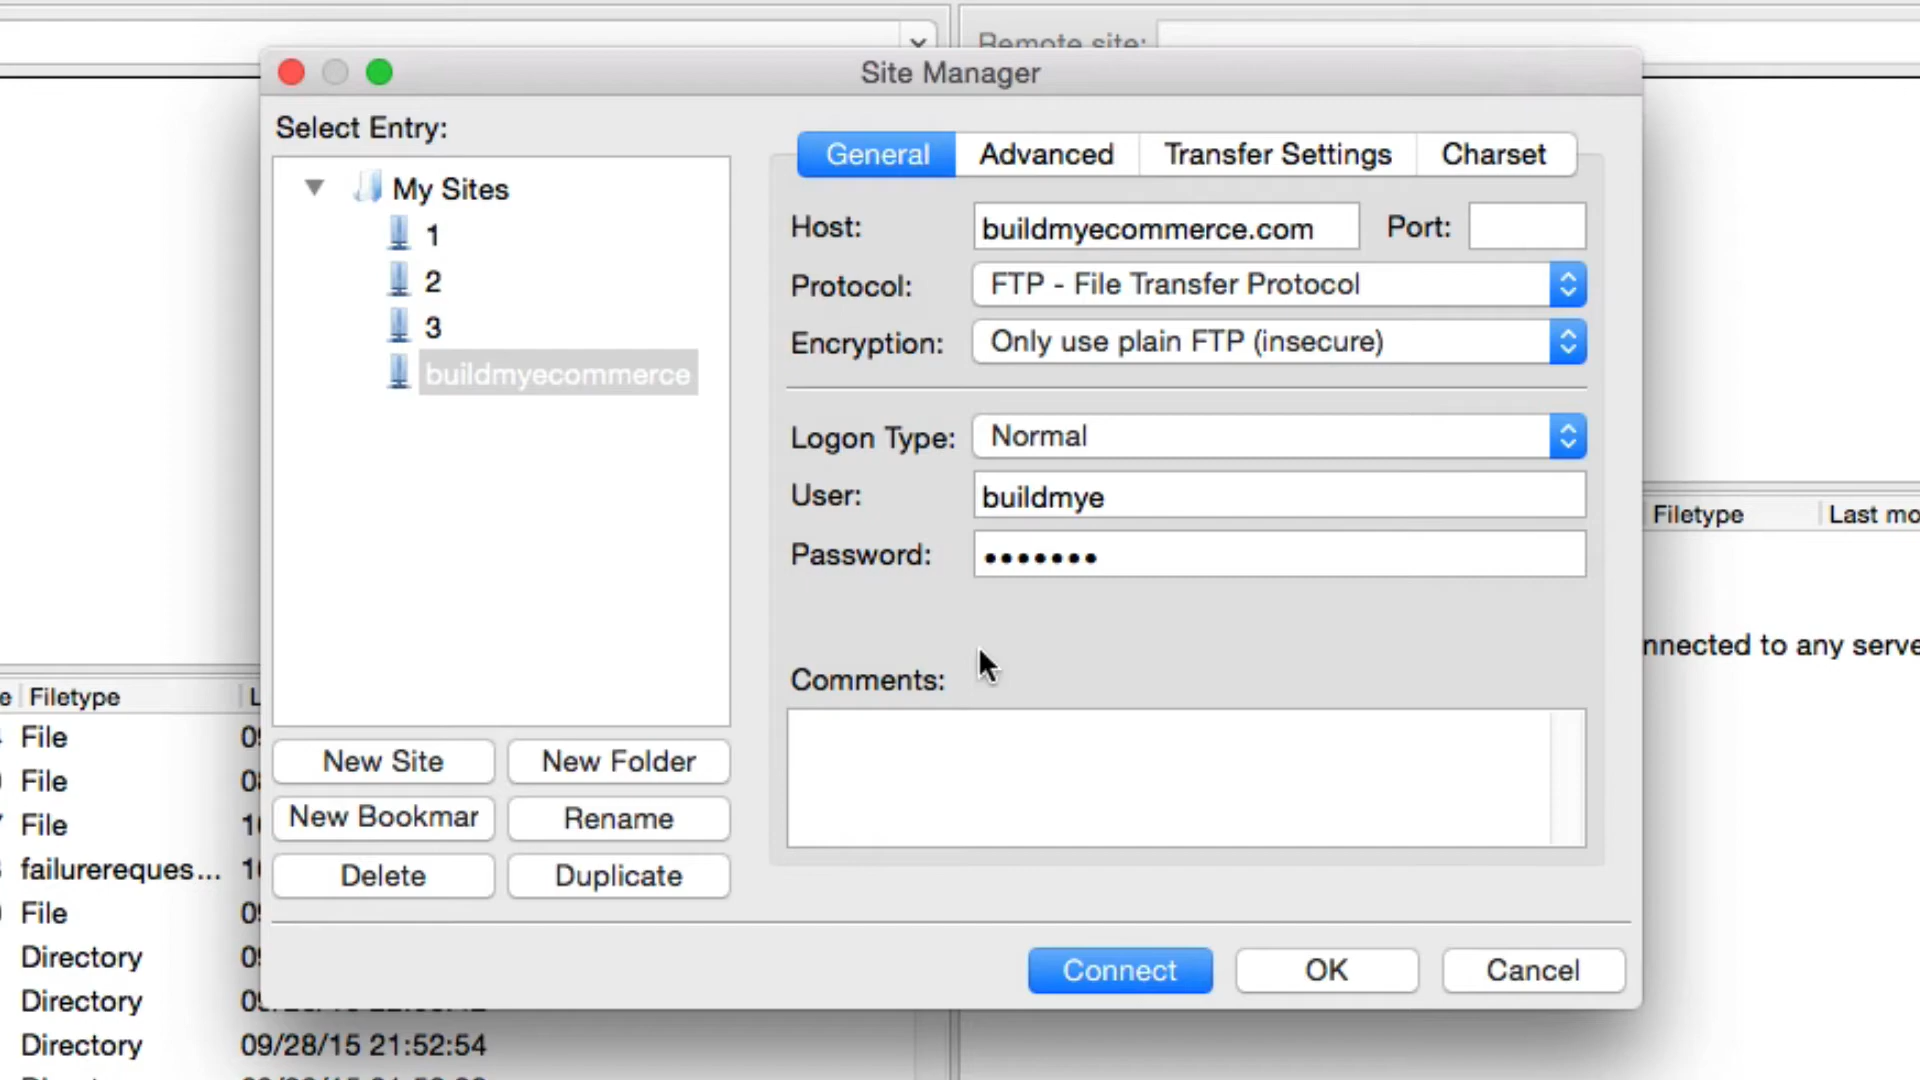 Remote site:
Site Manager
Select Entry:
My Sites
1
2
3
buildmyecommerce
New Site
New Folder
New Bookmar
Rename
Delete
Duplicate
General
Advanced
Transfer Settings
Charset
Host:
buildmyecommerce.com
Port:
Protocol:
FTP - File Transfer Protocol
Encryption:
Only use plain FTP (insecure)
Logon Type:
Normal
User:
buildmye
Password:
•••••••
Comments:
Connect
OK
Cancel
Filetype
Last mo
nnected to any serve
e
Filetype
L
File
File
File
failurereques...
File
Directory
Directory
Directory
09/28/15 21:52:54